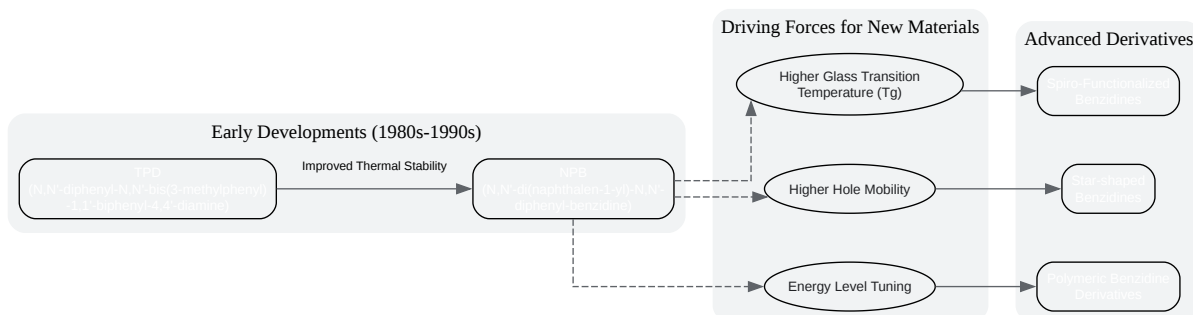 Driving Forces for New Materials
Advanced Derivatives
Higher Glass Transition
Temperature (Tg)
Spiro-Functionalized
Benzidines
Early Developments (1980s-1990s)
TPD
(N,N'-diphenyl-N,N'-bis(3-methylphenyl)
-1,1'-biphenyl-4,4'-diamine)
Improved Thermal Stability
NPB
(N,N'-di(naphthalen-1-yl)-N,N'-
diphenyl-benzidine)
Higher Hole Mobility
Star-shaped
Benzidines
Energy Level Tuning
Polymeric Benzidine
Derivatives